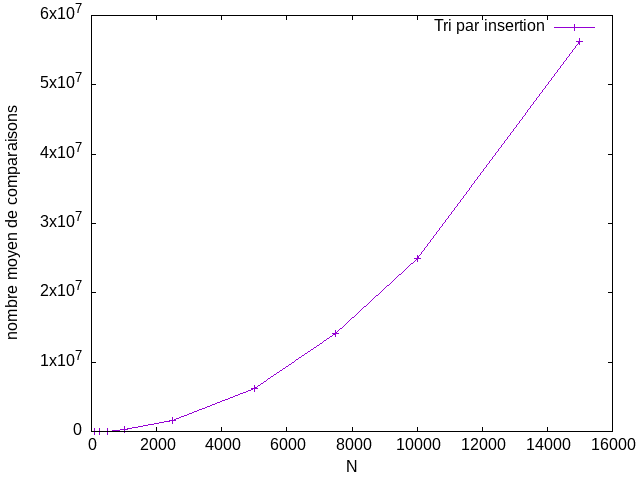 6x10^7
Tri par insertion
5x10^7
4x10^7
3x10^7
2x10^7
1x10^7
0
nombre moyen de comparaisons
0 2000 4000 6000 8000 10000 12000 14000 16000
N